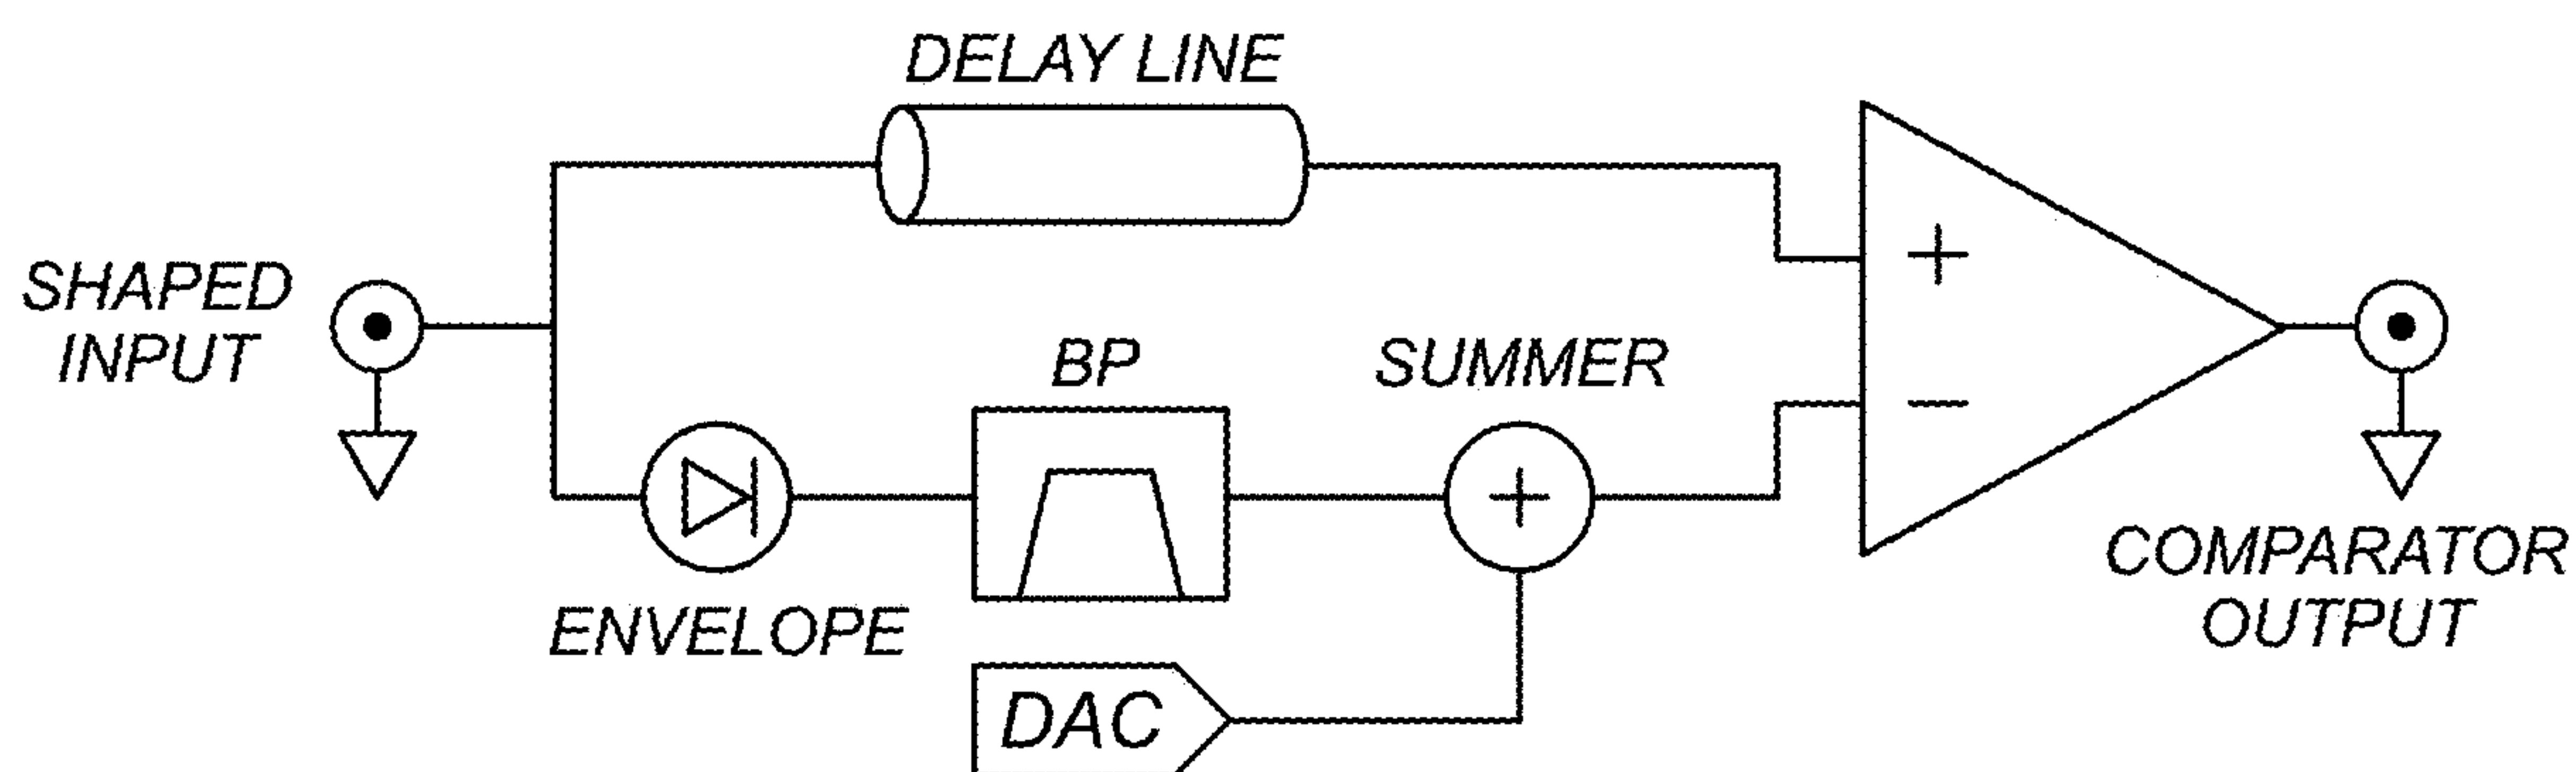 DELAY LINE
SHAPED
INPUT
+
BP
SUMMER
+
−
ENVELOPE
DAC
COMPARATOR
OUTPUT